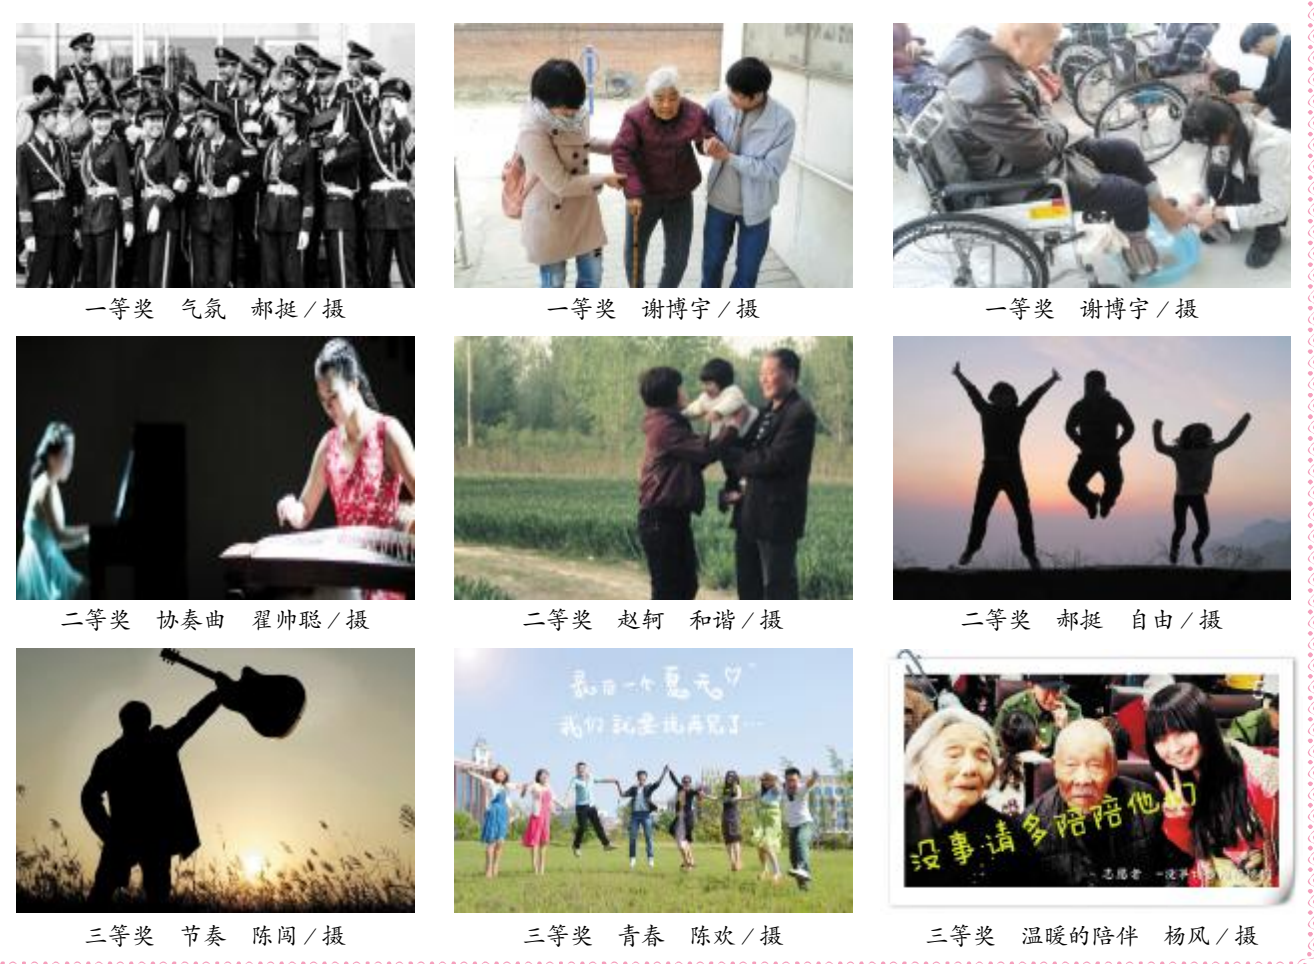 一等奖　气氛　郝挺／摄
一等奖　谢博宇／摄
一等奖　谢博宇／摄
二等奖　协奏曲　翟帅聪／摄
二等奖　赵轲　和谐／摄
二等奖　郝挺　自由／摄
最后一个夏天
我们就要说再见了…
没事请多陪陪他们
志愿者
三等奖　节奏　陈闯／摄
三等奖　青春　陈欢／摄
三等奖　温暖的陪伴　杨风／摄